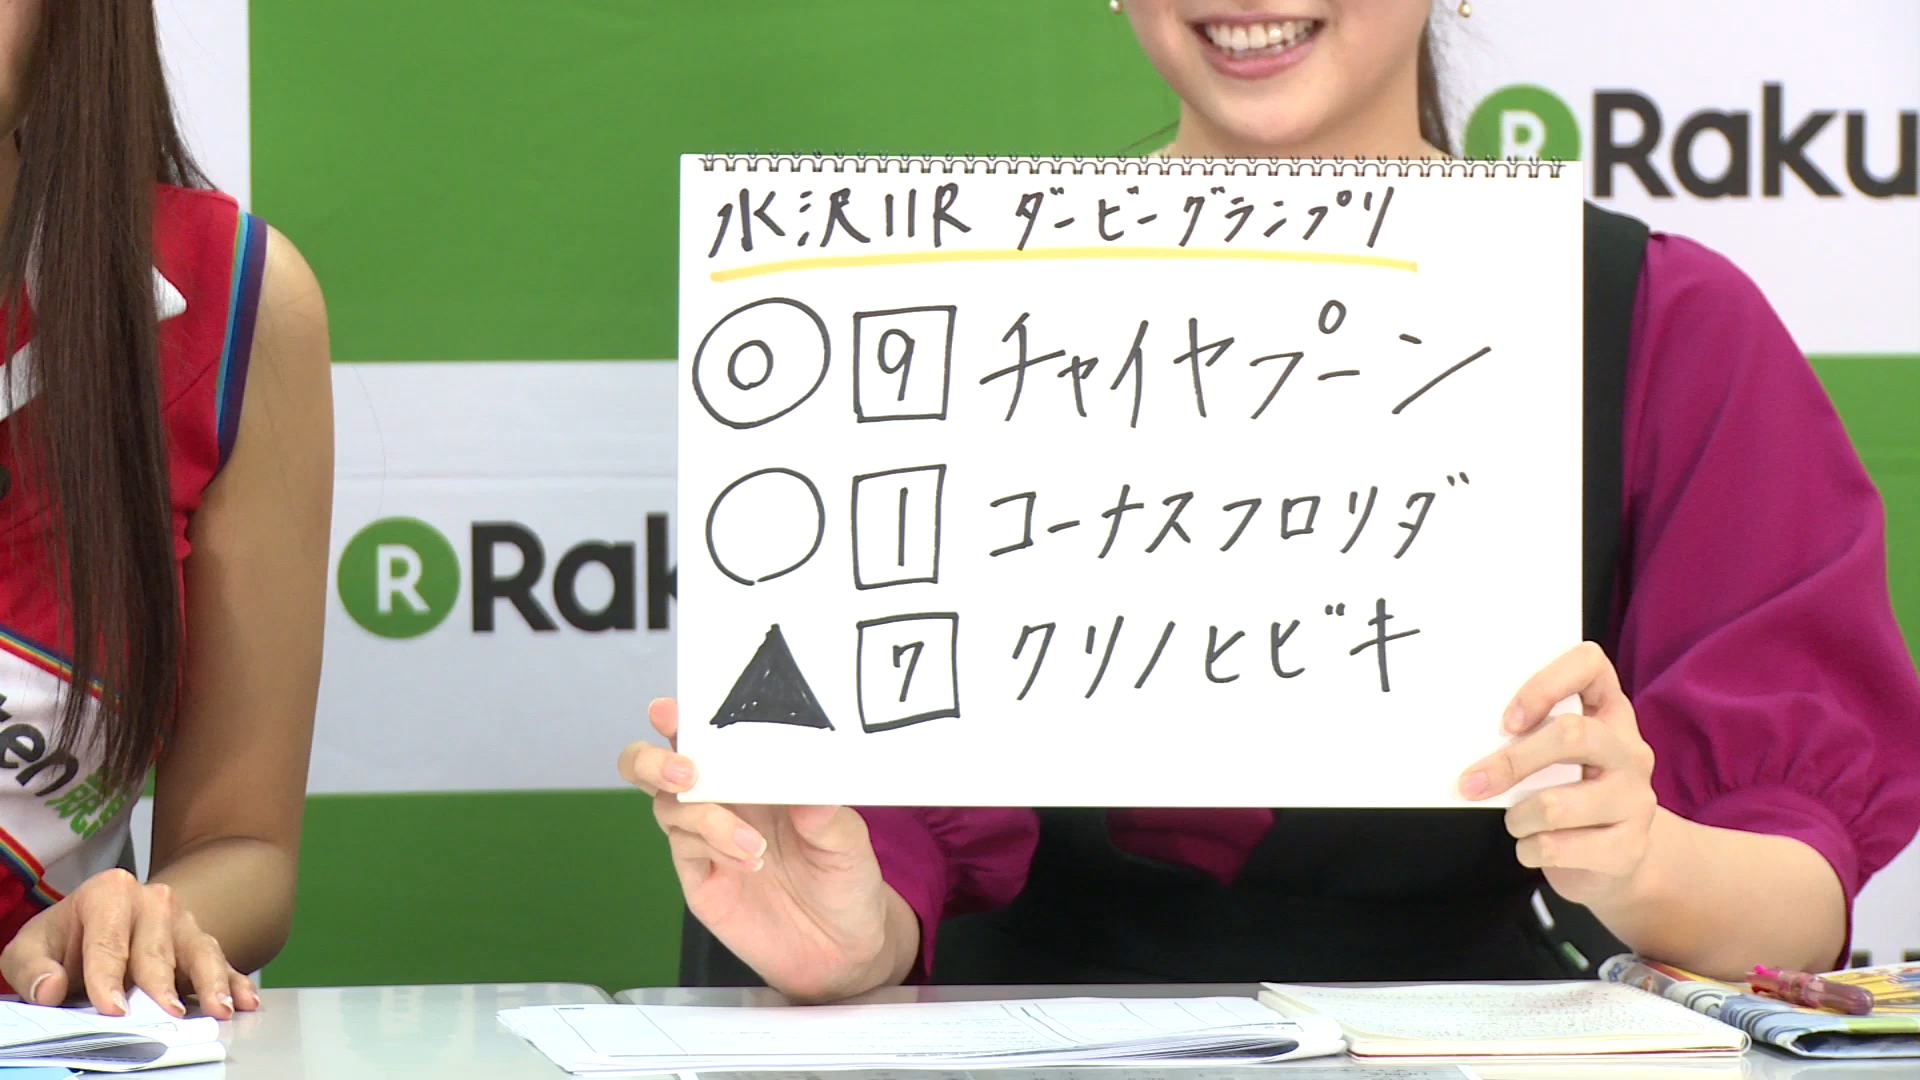 水沢11R ダービーグランプリ
◎ 9 チャイヤプーン
○ 1 コーナスフロリダ
▲ 7 クリノヒビキ
R Raku
R Rak
ten